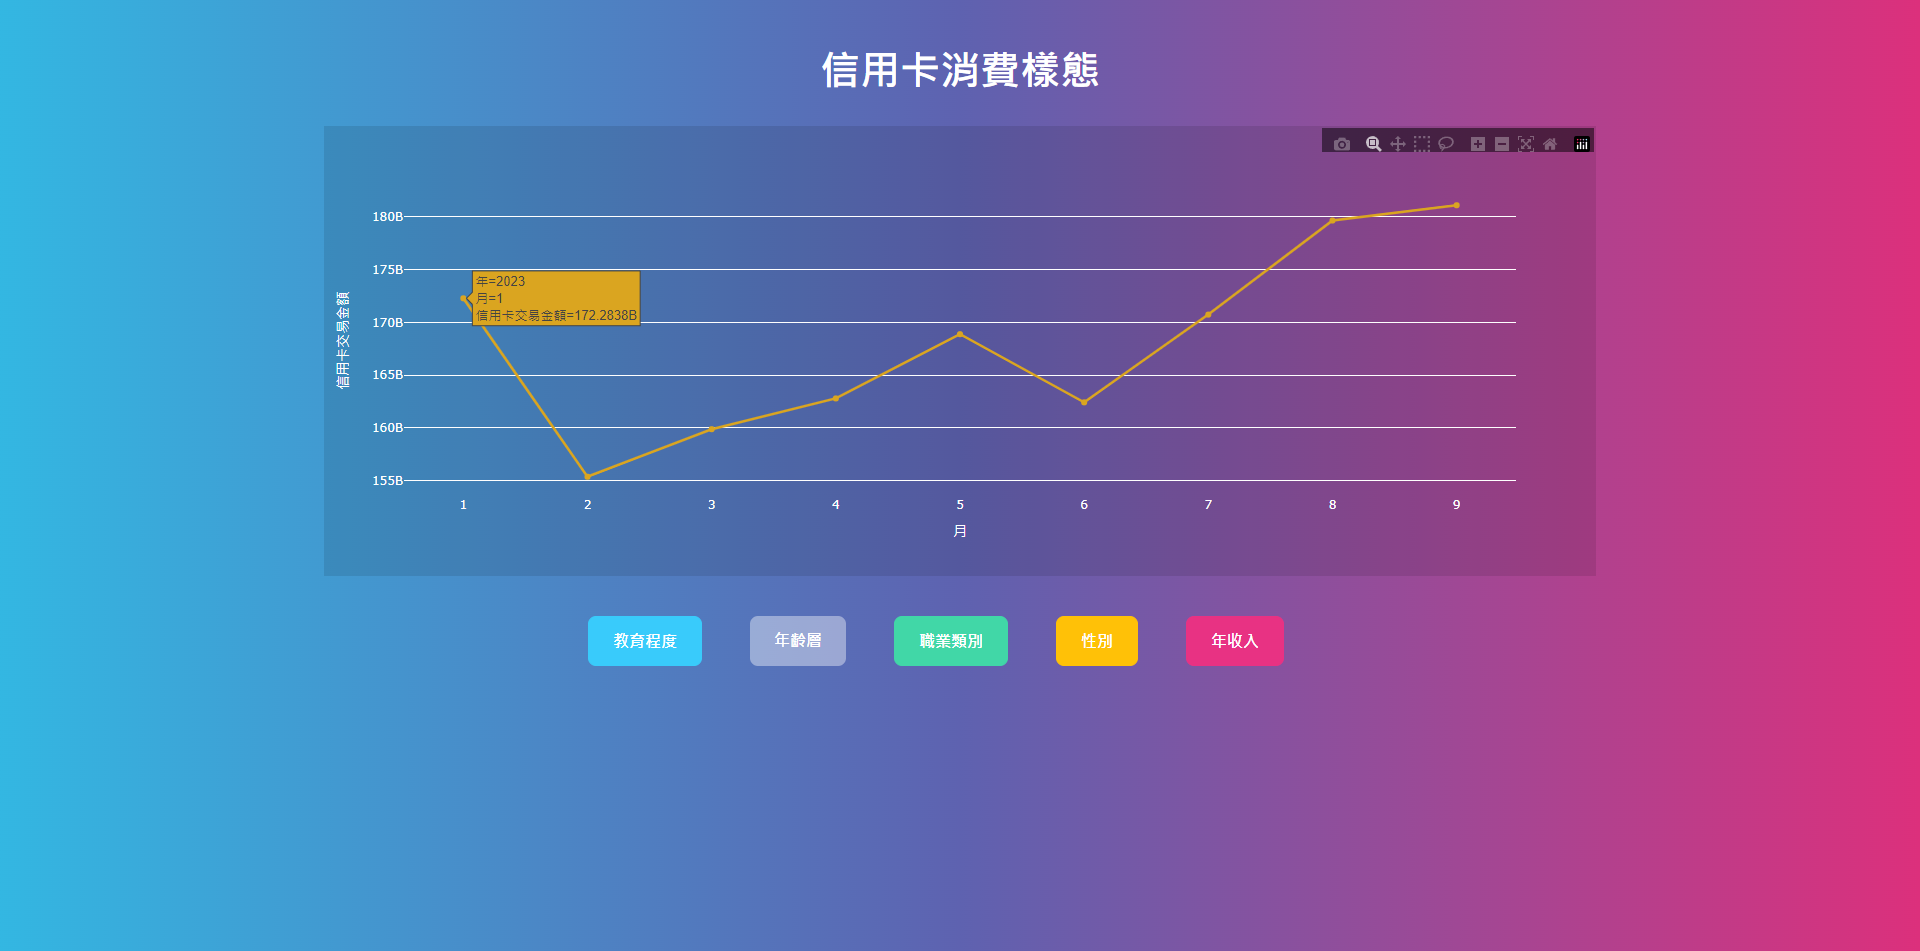 信用卡消費樣態
180B
175B
170B
165B
160B
155B
信用卡交易金額
年=2023
月=1
信用卡交易金額=172.2838B
1 2 3 4 5 6 7 8 9
月
教育程度 年齡層 職業類別 性別 年收入